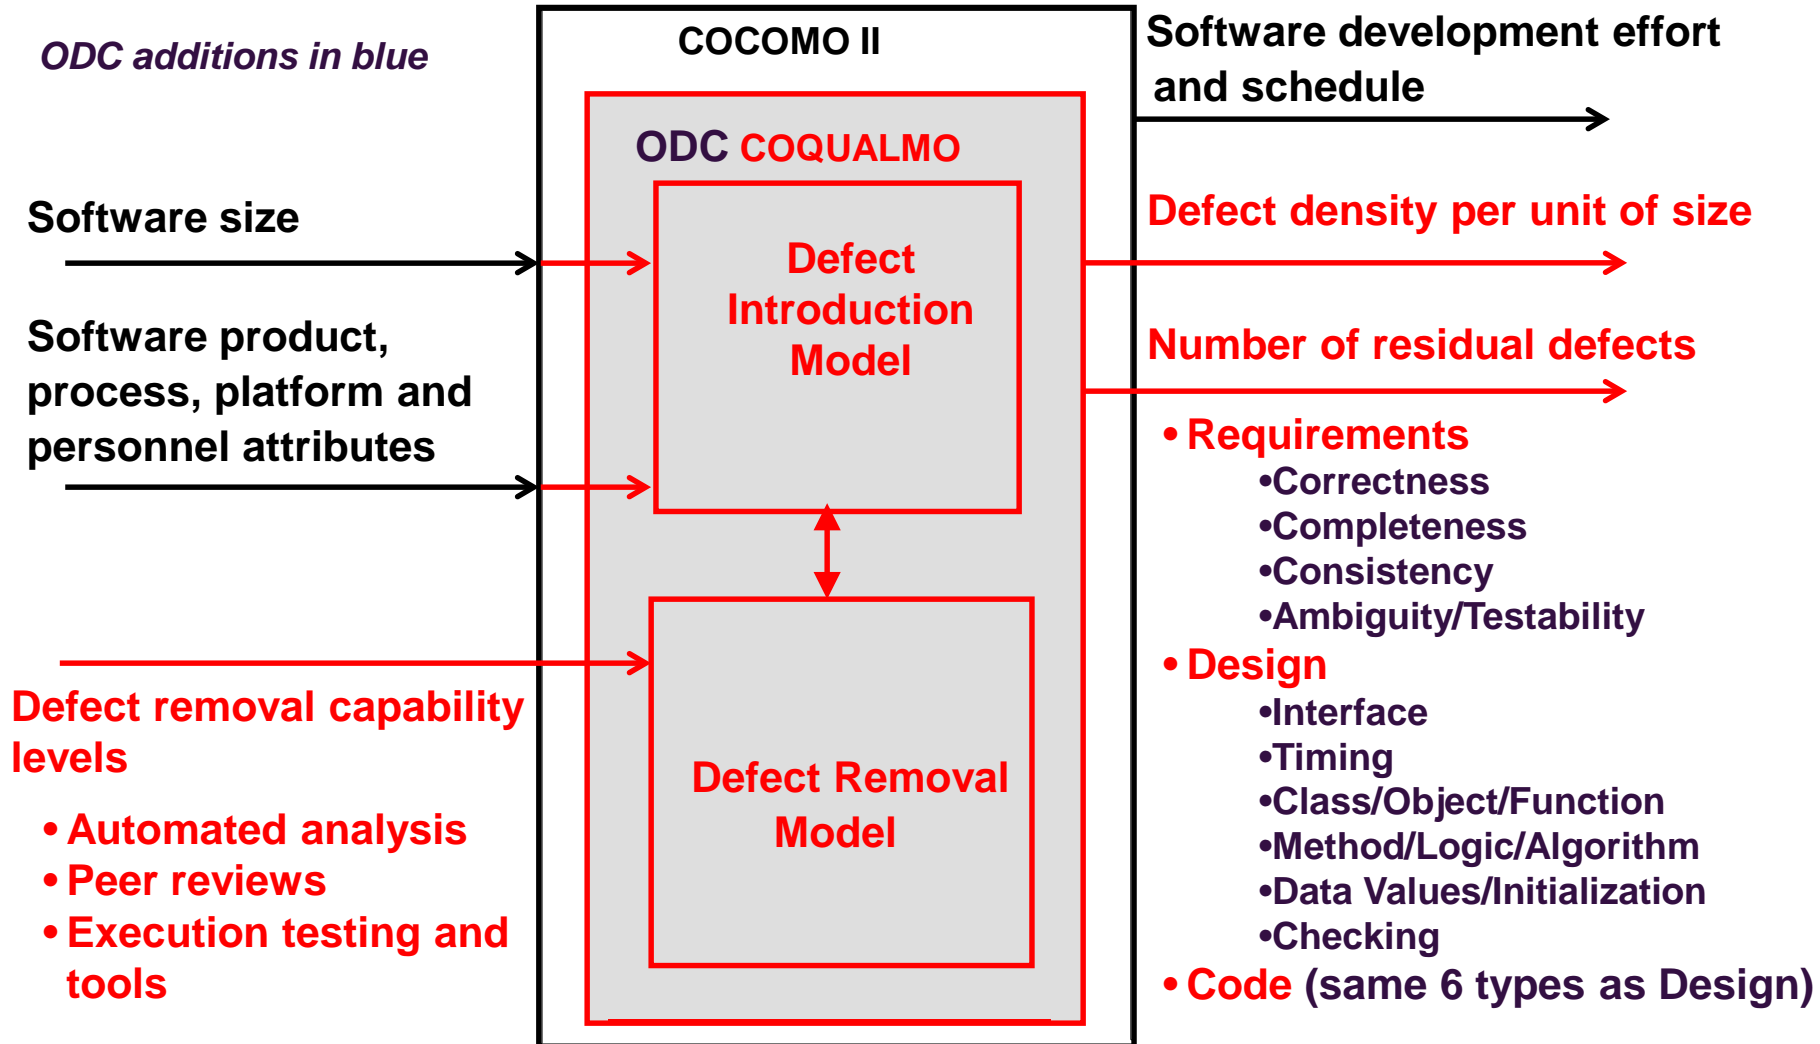 ODC additions in blue
COCOMO II
Software development effort
and schedule
ODC COQUALMO
Software size
Defect density per unit of size
Defect
Introduction
Model
Software product,
process, platform and
personnel attributes
Number of residual defects
• Requirements
•Correctness
•Completeness
•Consistency
•Ambiguity/Testability
• Design
•Interface
•Timing
•Class/Object/Function
•Method/Logic/Algorithm
•Data Values/Initialization
•Checking
• Code (same 6 types as Design)
Defect removal capability
levels
• Automated analysis
• Peer reviews
• Execution testing and
tools
Defect Removal
Model